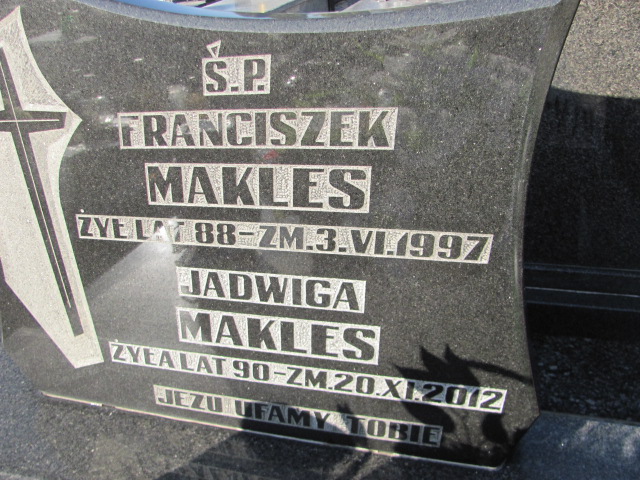 Ś.P.
FRANCISZEK
MAKLES
ŻYŁ LAT 88-ZM.3.VI.1997
JADWIGA
MAKLES
ŻYŁA LAT 90-ZM.20.XI.2012
JEZU UFAMY TOBIE